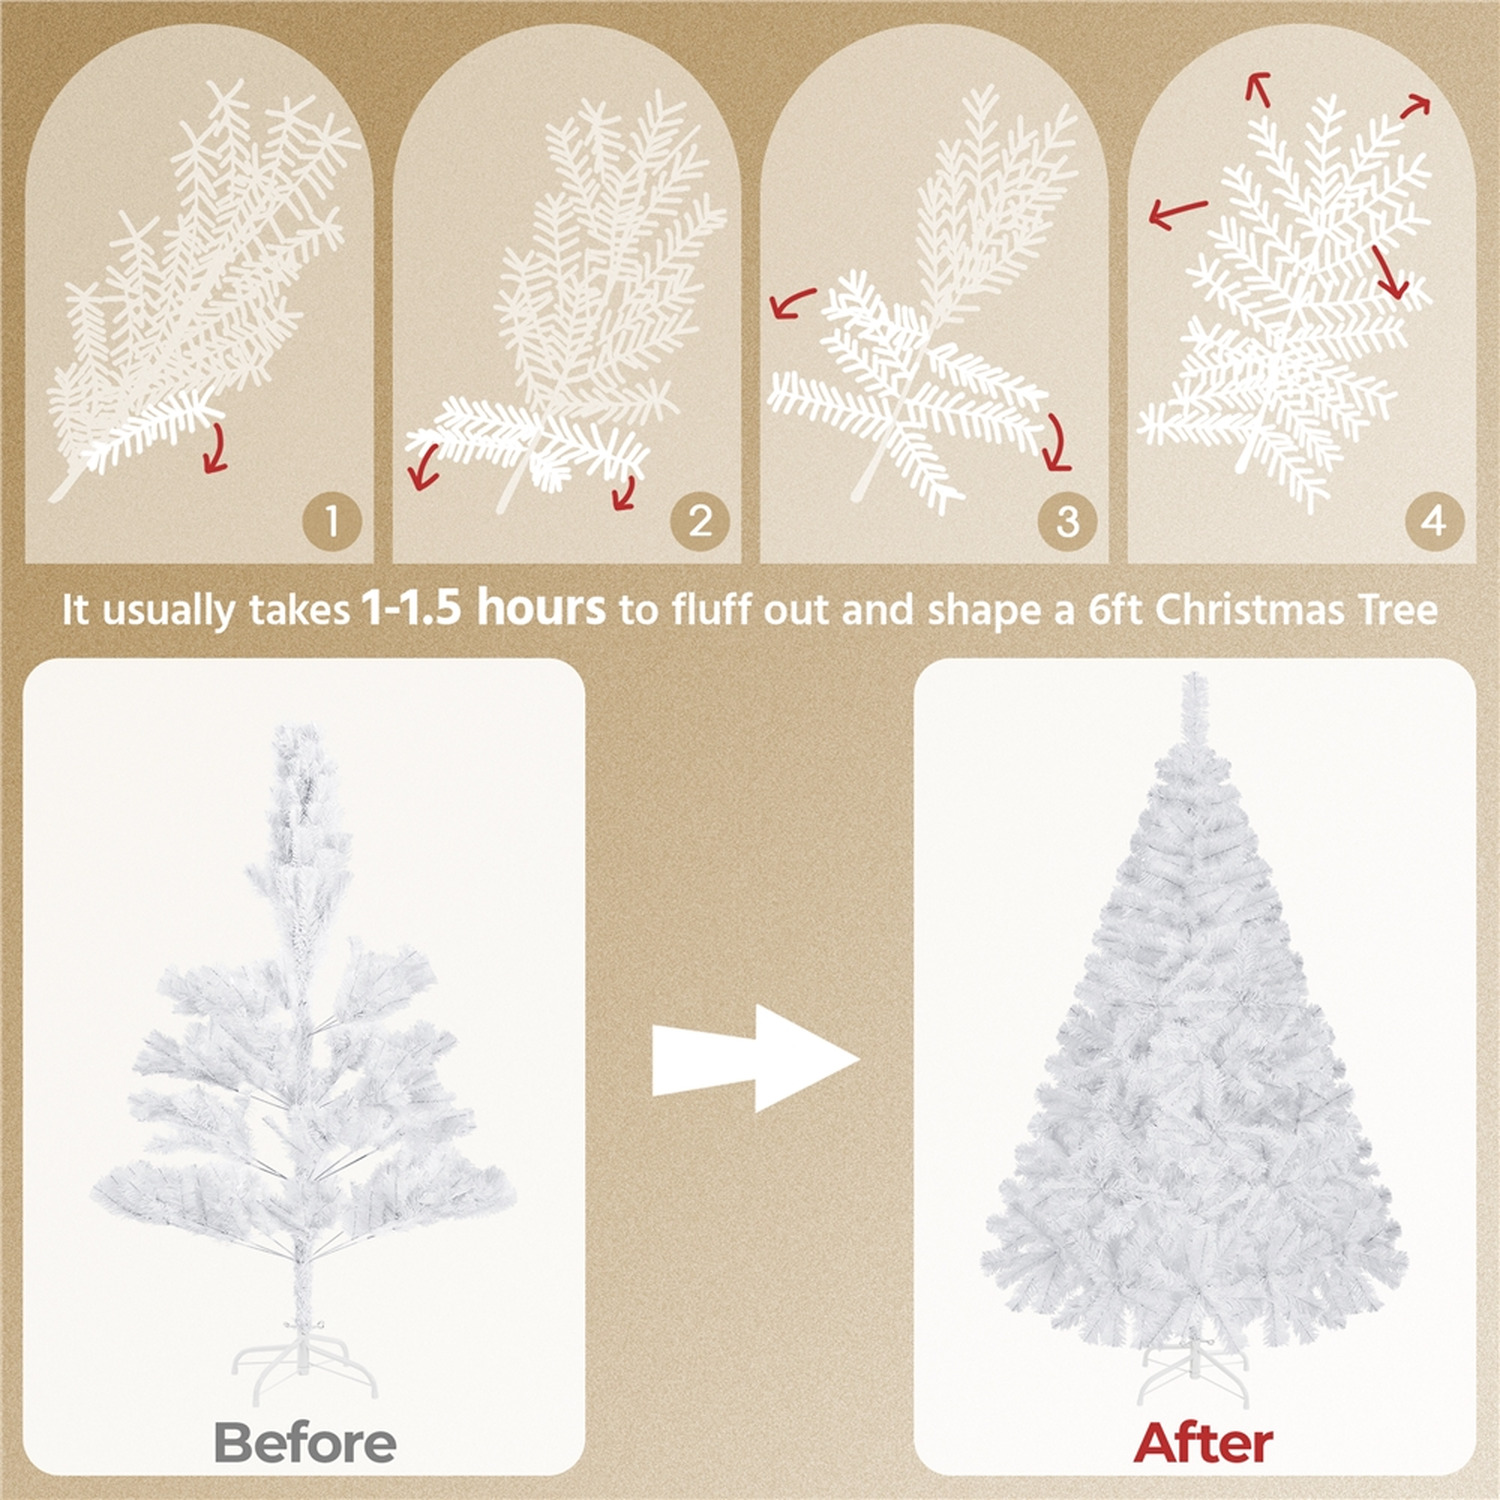 1
2
3
4
It usually takes 1-1.5 hours to fluff out and shape a 6ft Christmas Tree
Before
After